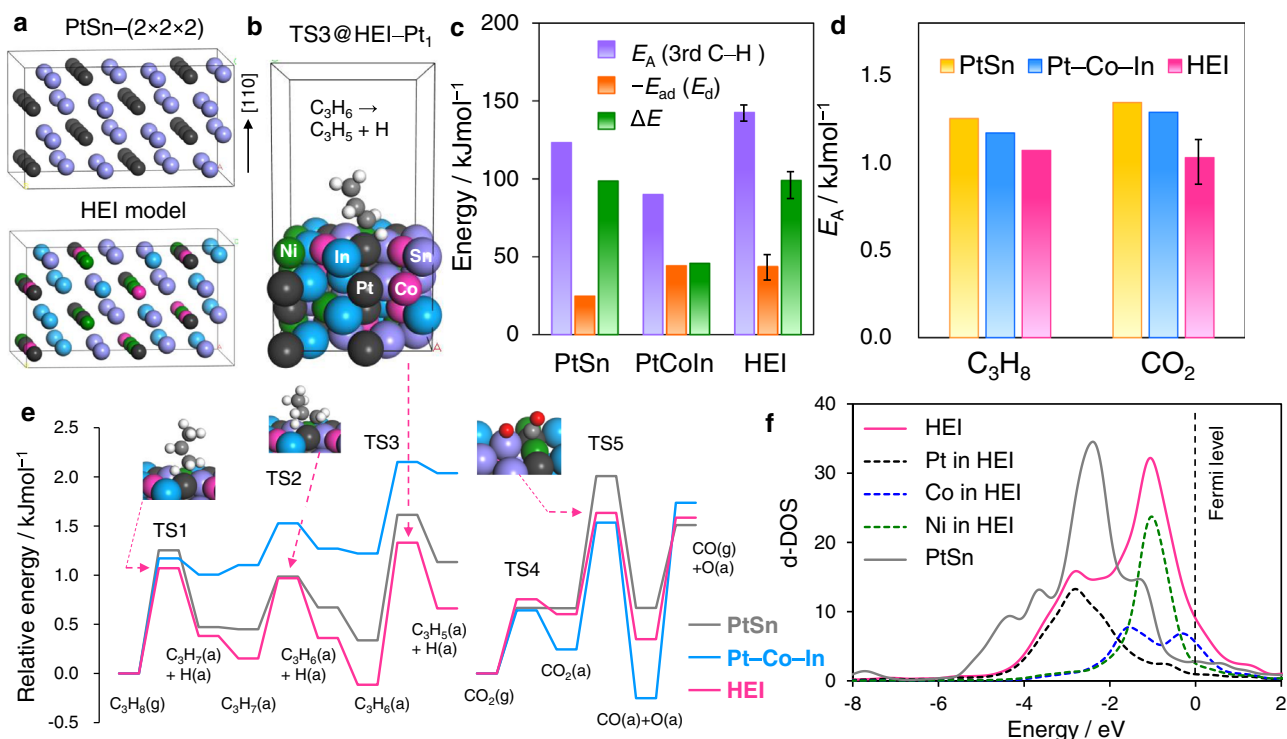 a
PtSn–(2×2×2)
[110]
HEI model
b
TS3@HEI–Pt₁
C₃H₆ →
C₃H₅ + H
Ni
In
Sn
Pt
Co
c
Energy / kJmol⁻¹
200
150
100
50
0
E_A (3rd C–H )
−E_ad (E_d)
ΔE
PtSn
PtCoIn
HEI
d
E_A / kJmol⁻¹
1.5
1.0
0.5
0.0
PtSn
Pt–Co–In
HEI
C₃H₈
CO₂
e
Relative energy / kJmol⁻¹
2.5
2.0
1.5
1.0
0.5
0.0
-0.5
TS1
TS2
TS3
TS4
TS5
C₃H₈(g)
C₃H₇(a)
+ H(a)
C₃H₇(a)
C₃H₆(a)
+ H(a)
C₃H₆(a)
C₃H₅(a)
+ H(a)
CO₂(g)
CO₂(a)
CO(a)+O(a)
CO(g)
+O(a)
PtSn
Pt–Co–In
HEI
f
d-DOS
40
30
20
10
0
HEI
Pt in HEI
Co in HEI
Ni in HEI
PtSn
Fermi level
-8
-6
-4
-2
0
2
Energy / eV